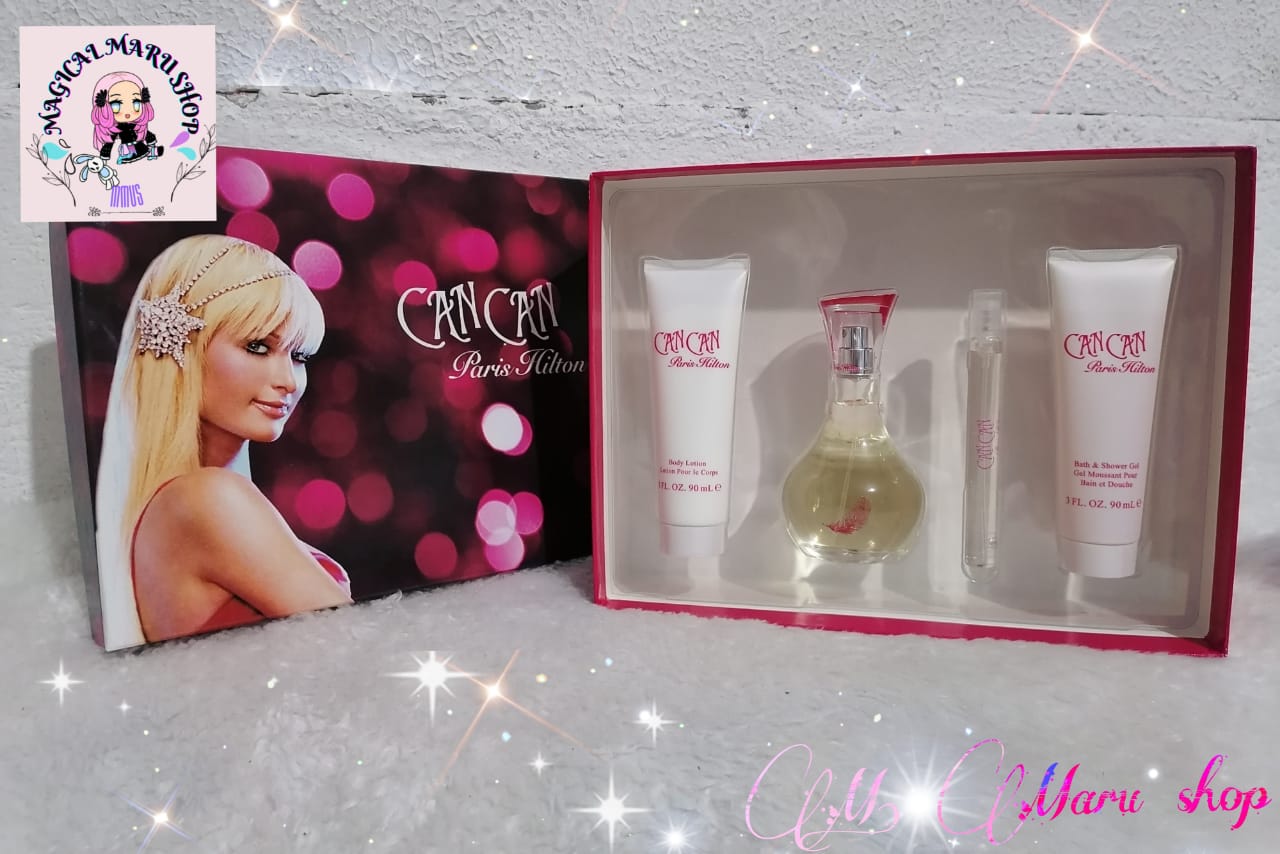 MAGICAL MARU SHOP
MMVS
CAN CAN
Paris Hilton
CAN CAN
Paris Hilton
Body Lotion
Lotion Pour le Corps
FL. OZ. 90 mL ℮
CAN CAN
CAN CAN
Paris Hilton
Bath & Shower Gel
Gel Moussant Pour
Bain et Douche
3 FL. OZ. 90 mL ℮
M Maru shop